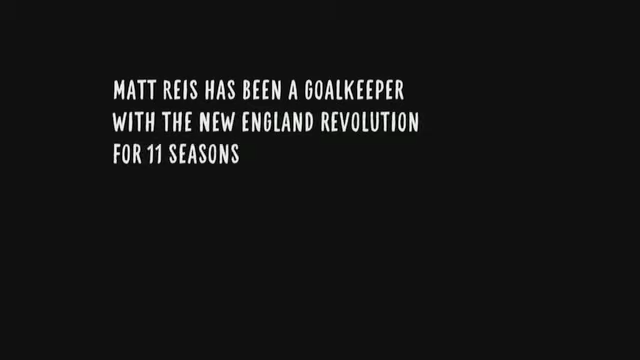 MATT REIS HAS BEEN A GOALKEEPER
WITH THE NEW ENGLAND REVOLUTION
FOR 11 SEASONS